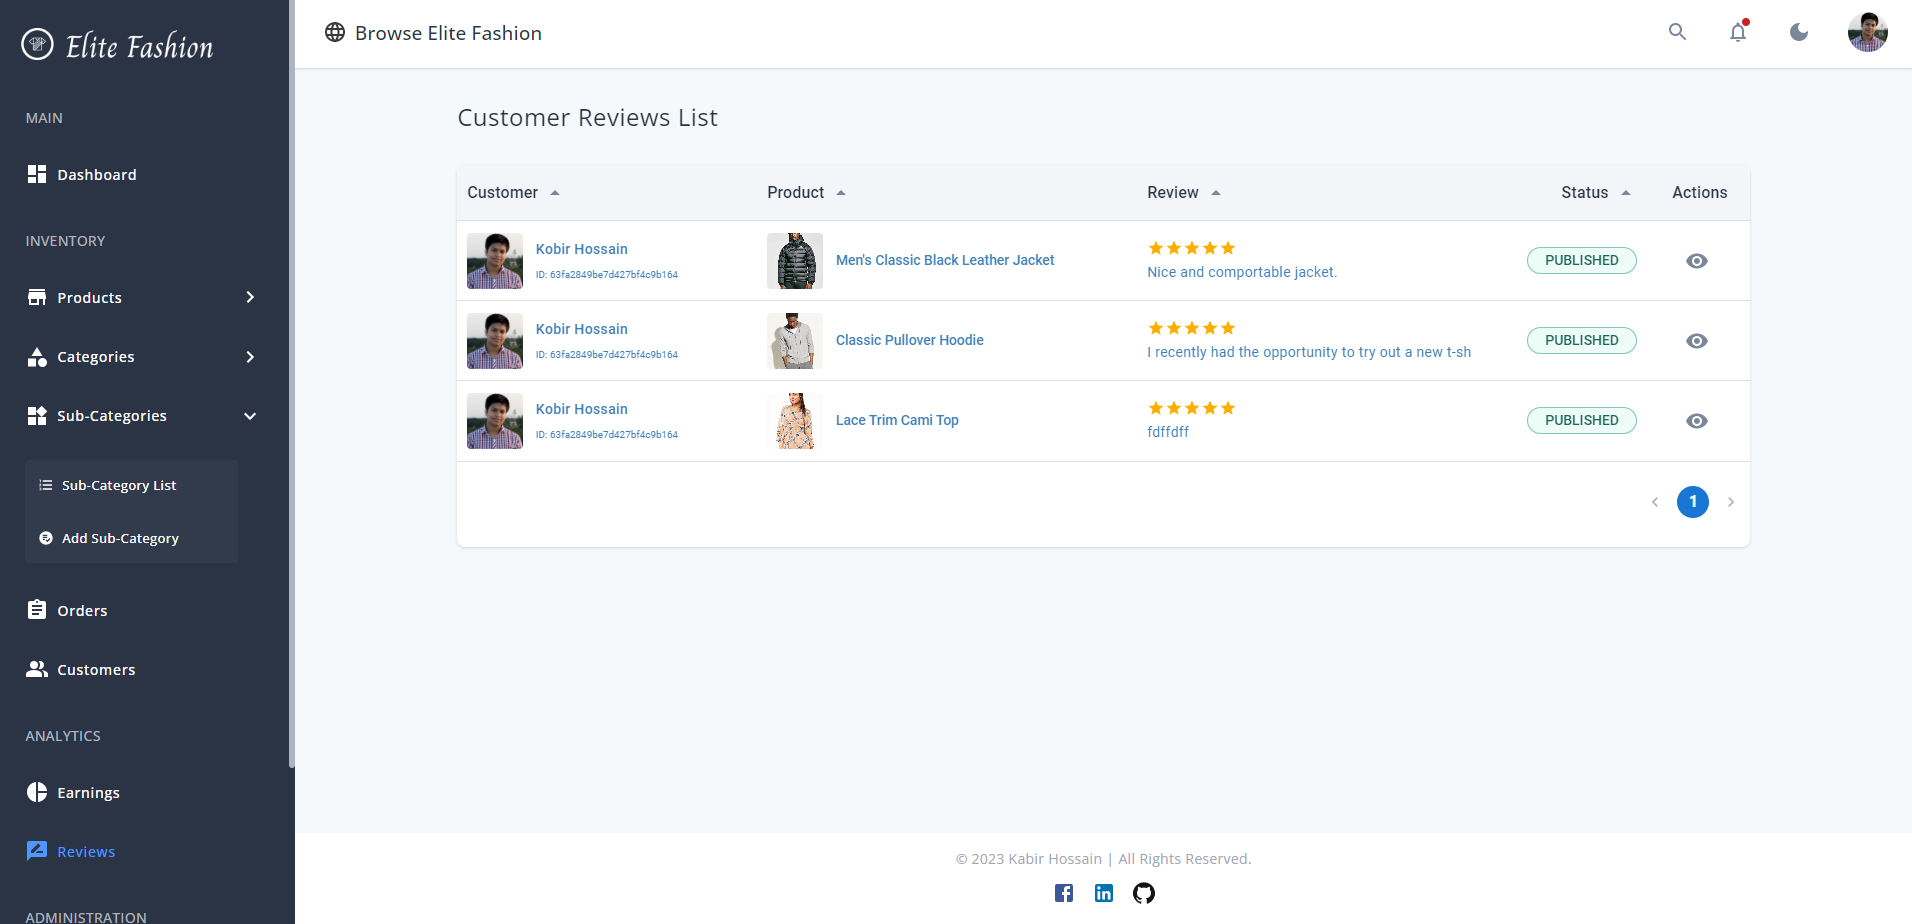 Elite Fashion
Browse Elite Fashion
MAIN
Dashboard
INVENTORY
Products
Categories
Sub-Categories
Sub-Category List
Add Sub-Category
Orders
Customers
ANALYTICS
Earnings
Reviews
ADMINISTRATION
Customer Reviews List
Customer Product Review Status Actions
Kobir Hossain
ID: 63fa2849be7d427bf4c9b164
Men's Classic Black Leather Jacket
Nice and comportable jacket.
PUBLISHED
Kobir Hossain
ID: 63fa2849be7d427bf4c9b164
Classic Pullover Hoodie
I recently had the opportunity to try out a new t-sh
PUBLISHED
Kobir Hossain
ID: 63fa2849be7d427bf4c9b164
Lace Trim Cami Top
fdffdff
PUBLISHED
1
© 2023 Kabir Hossain | All Rights Reserved.